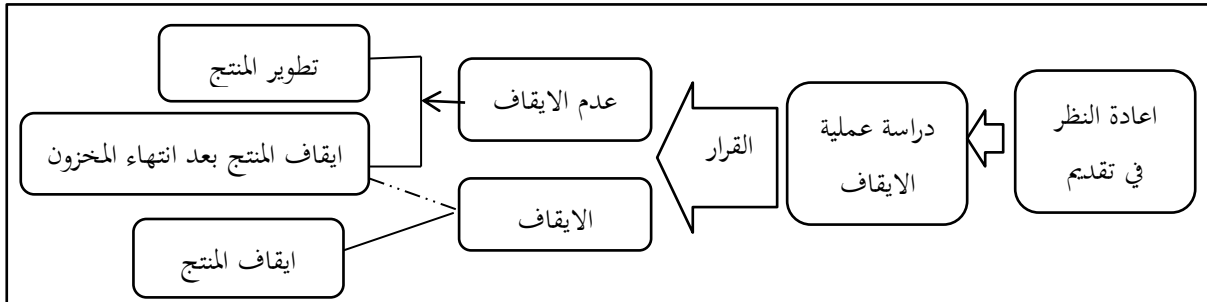 اعادة النظر
في تقديم
دراسة عملية
الايقاف
القرار
عدم الايقاف
الايقاف
تطوير المنتج
ايقاف المنتج بعد انتهاء المخزون
ايقاف المنتج